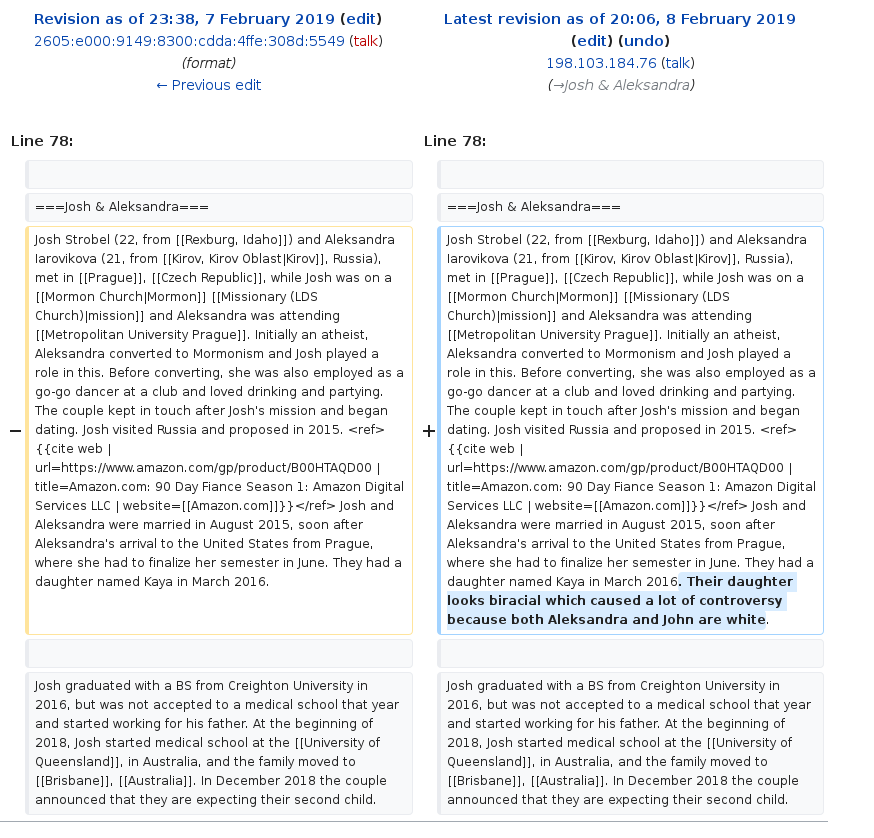 Revision as of 23:38, 7 February 2019 (edit)
2605:e000:9149:8300:cdda:4ffe:308d:5549 (talk)
(format)
← Previous edit
Latest revision as of 20:06, 8 February 2019
(edit) (undo)
198.103.184.76 (talk)
(→Josh & Aleksandra)
Line 78:
Line 78:
===Josh & Aleksandra===
===Josh & Aleksandra===
−
Josh Strobel (22, from [[Rexburg, Idaho]]) and Aleksandra
Iarovikova (21, from [[Kirov, Kirov Oblast|Kirov]], Russia),
met in [[Prague]], [[Czech Republic]], while Josh was on a
[[Mormon Church|Mormon]] [[Missionary (LDS
Church)|mission]] and Aleksandra was attending
[[Metropolitan University Prague]]. Initially an atheist,
Aleksandra converted to Mormonism and Josh played a
role in this. Before converting, she was also employed as a
go-go dancer at a club and loved drinking and partying.
The couple kept in touch after Josh's mission and began
dating. Josh visited Russia and proposed in 2015. <ref>
{{cite web |
url=https://www.amazon.com/gp/product/B00HTAQD00 |
title=Amazon.com: 90 Day Fiance Season 1: Amazon Digital
Services LLC | website=[[Amazon.com]]}}</ref> Josh and
Aleksandra were married in August 2015, soon after
Aleksandra's arrival to the United States from Prague,
where she had to finalize her semester in June. They had a
daughter named Kaya in March 2016.
+
Josh Strobel (22, from [[Rexburg, Idaho]]) and Aleksandra
Iarovikova (21, from [[Kirov, Kirov Oblast|Kirov]], Russia),
met in [[Prague]], [[Czech Republic]], while Josh was on a
[[Mormon Church|Mormon]] [[Missionary (LDS
Church)|mission]] and Aleksandra was attending
[[Metropolitan University Prague]]. Initially an atheist,
Aleksandra converted to Mormonism and Josh played a
role in this. Before converting, she was also employed as a
go-go dancer at a club and loved drinking and partying.
The couple kept in touch after Josh's mission and began
dating. Josh visited Russia and proposed in 2015. <ref>
{{cite web |
url=https://www.amazon.com/gp/product/B00HTAQD00 |
title=Amazon.com: 90 Day Fiance Season 1: Amazon Digital
Services LLC | website=[[Amazon.com]]}}</ref> Josh and
Aleksandra were married in August 2015, soon after
Aleksandra's arrival to the United States from Prague,
where she had to finalize her semester in June. They had a
daughter named Kaya in March 2016. Their daughter
looks biracial which caused a lot of controversy
because both Aleksandra and John are white.
Josh graduated with a BS from Creighton University in
2016, but was not accepted to a medical school that year
and started working for his father. At the beginning of
2018, Josh started medical school at the [[University of
Queensland]], in Australia, and the family moved to
[[Brisbane]], [[Australia]]. In December 2018 the couple
announced that they are expecting their second child.
Josh graduated with a BS from Creighton University in
2016, but was not accepted to a medical school that year
and started working for his father. At the beginning of
2018, Josh started medical school at the [[University of
Queensland]], in Australia, and the family moved to
[[Brisbane]], [[Australia]]. In December 2018 the couple
announced that they are expecting their second child.